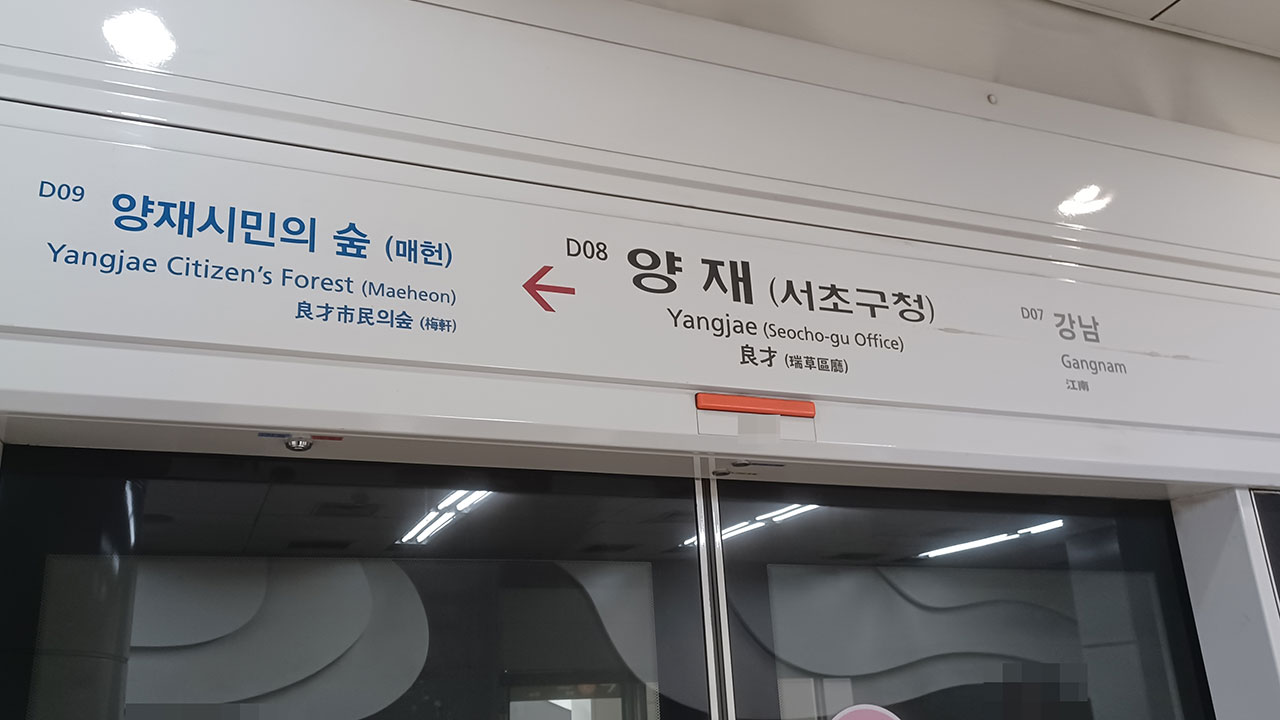 D09 양재시민의 숲 (매헌)
Yangjae Citizen's Forest (Maeheon)
良才市民의숲 (梅軒)
D08 양 재 (서초구청)
Yangjae (Seocho-gu Office)
良才 (瑞草區廳)
D07 강남
Gangnam
江南